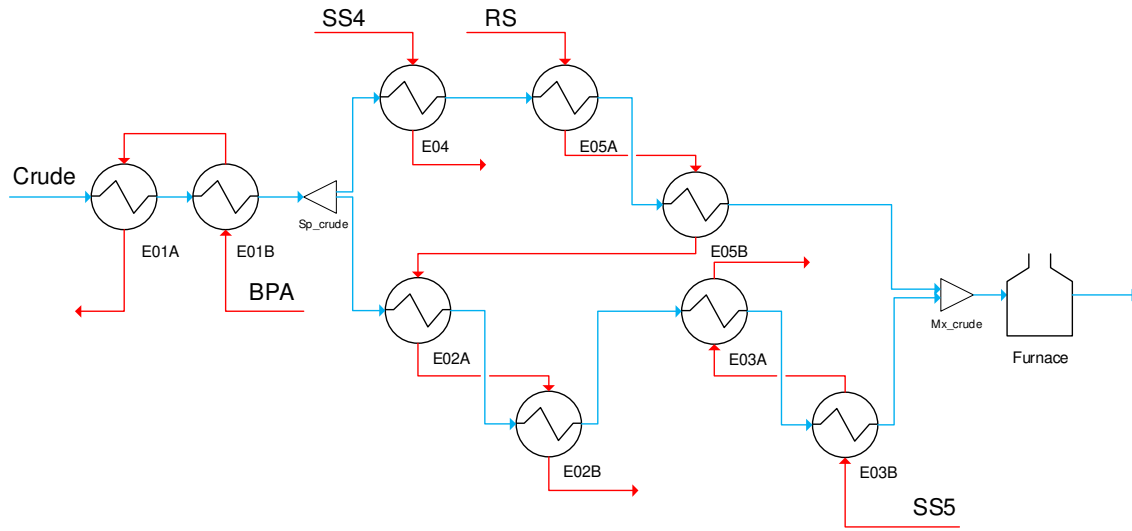 SS4
RS
E04
E05A
Crude
E01A
E01B
Sp_crude
BPA
E05B
E02A
E03A
Mx_crude
Furnace
E02B
E03B
SS5